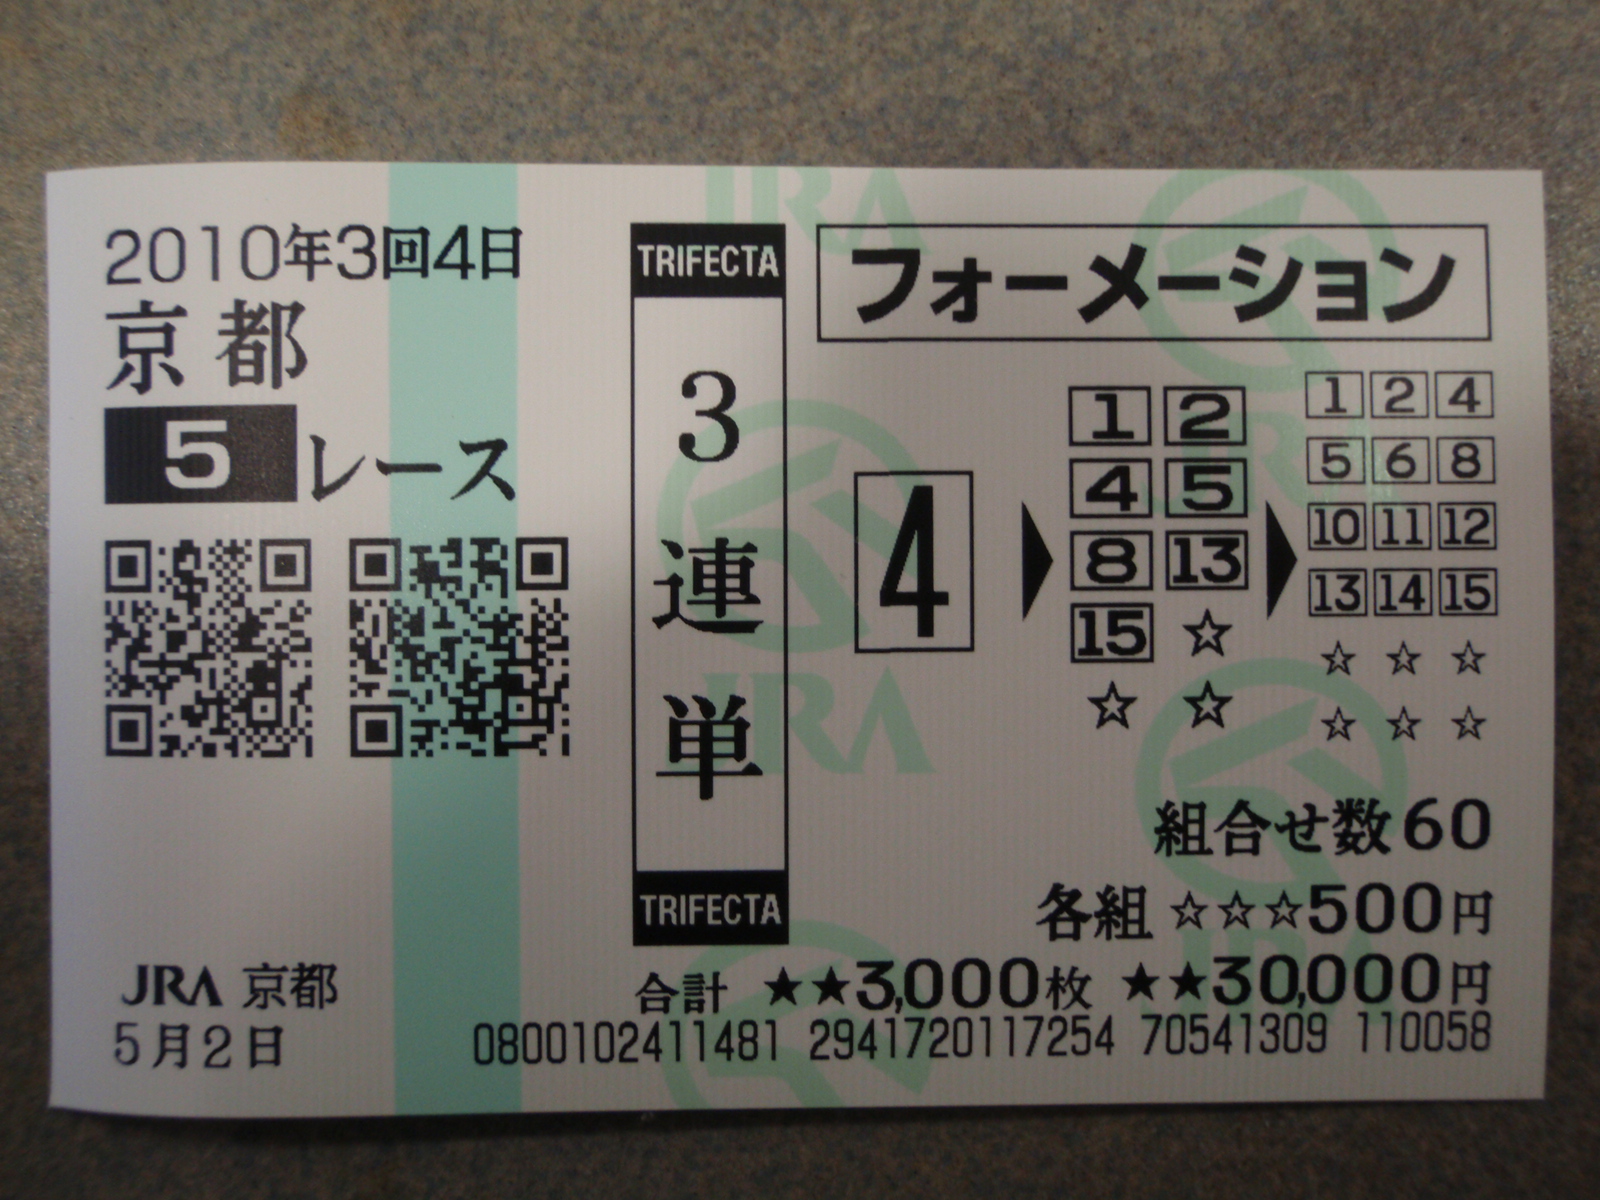 2010年3回4日
京都
5レース
TRIFECTA
3連単
TRIFECTA
フォーメーション
4
1 2
4 5
8 13
15 ☆
☆ ☆
1 2 4
5 6 8
10 11 12
13 14 15
☆ ☆ ☆
☆ ☆ ☆
組合せ数60
各組 ☆☆☆500円
合計 ★★3,000枚 ★★30,000円
JRA 京都
5月2日
0800102411481 2941720117254 70541309 110058
JRA
JRA